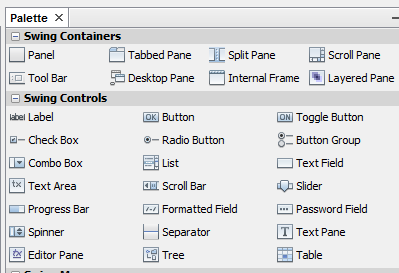 Palette ×
Swing Containers
Panel Tabbed Pane Split Pane Scroll Pane
Tool Bar Desktop Pane Internal Frame Layered Pane
Swing Controls
label Label OK Button ON Toggle Button
Check Box Radio Button Button Group
Combo Box List Text Field
Text Area Scroll Bar Slider
Progress Bar Formatted Field Password Field
Spinner Separator T Text Pane
Editor Pane Tree Table